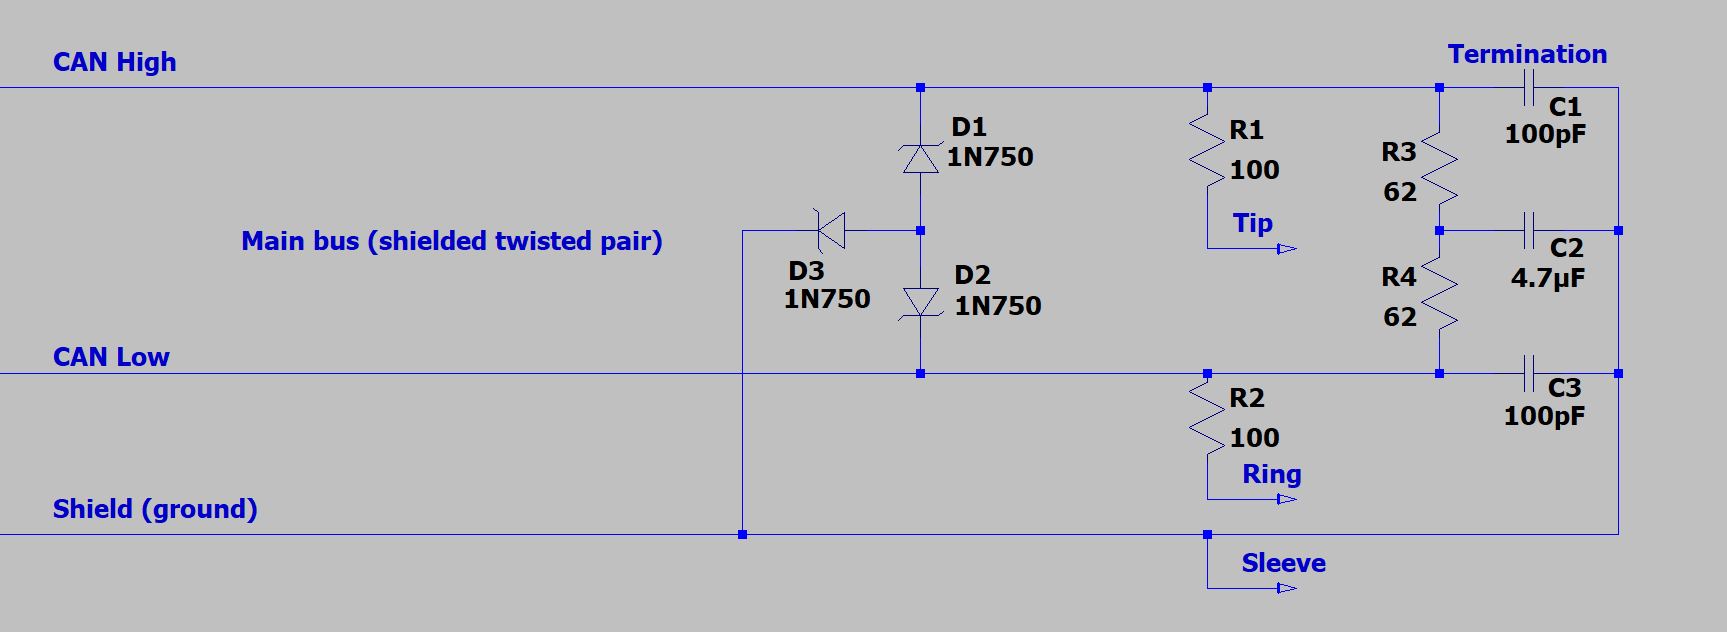 CAN High
Termination
C1
100pF
D1
1N750
R1
100
R3
62
Tip
Main bus (shielded twisted pair)
C2
4.7µF
D3
1N750
D2
1N750
R4
62
CAN Low
C3
100pF
R2
100
Ring
Shield (ground)
Sleeve